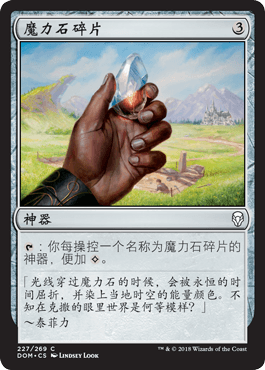 魔力石碎片 3
神器
：你每操控一个名称为魔力石碎片的
神器，便加 。
「光线穿过魔力石的时候，会被永恒的时
间屈折，并染上当地时空的能量颜色。不
知在克撒的眼里世界是何等模样？」
～泰菲力
227/269 C
DOM • CS LINDSEY LOOK
™ & © 2018 Wizards of the Coast